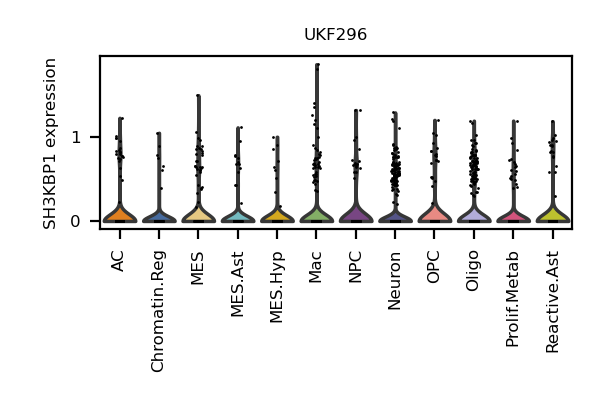 UKF296
SH3KBP1 expression
1
0
AC
Chromatin.Reg
MES
MES.Ast
MES.Hyp
Mac
NPC
Neuron
OPC
Oligo
Prolif.Metab
Reactive.Ast